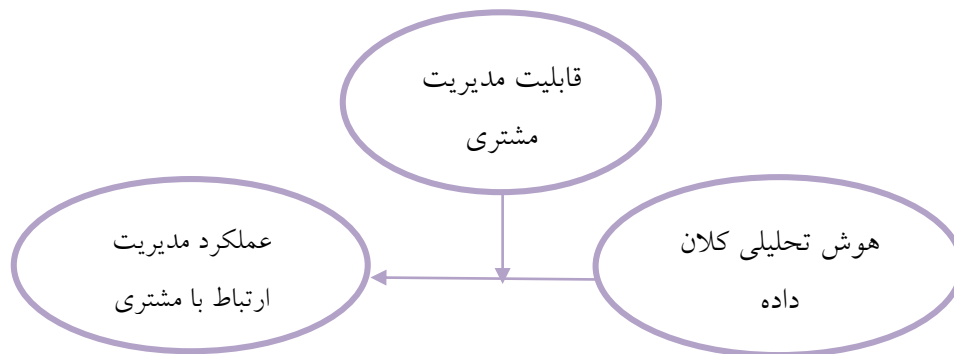 قابلیت مدیریت
مشتری
هوش تحلیلی کلان
داده
عملکرد مدیریت
ارتباط با مشتری